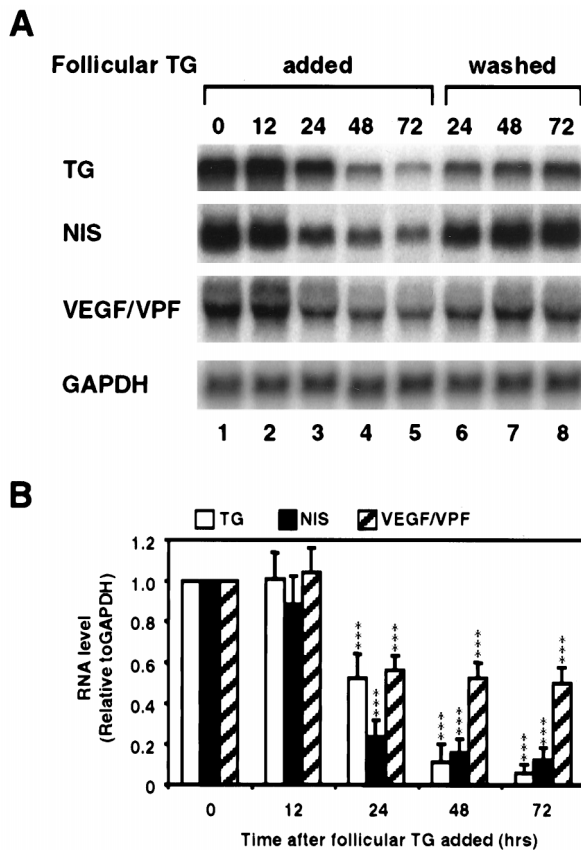 A
Follicular TG added washed
0 12 24 48 72 24 48 72
TG
NIS
VEGF/VPF
GAPDH
1 2 3 4 5 6 7 8
B
TG NIS VEGF/VPF
RNA level
(Relative toGAPDH)
1.2
1.0
0.8
0.6
0.4
0.2
0
*** *** *** *** *** *** *** *** ***
0 12 24 48 72
Time after follicular TG added (hrs)